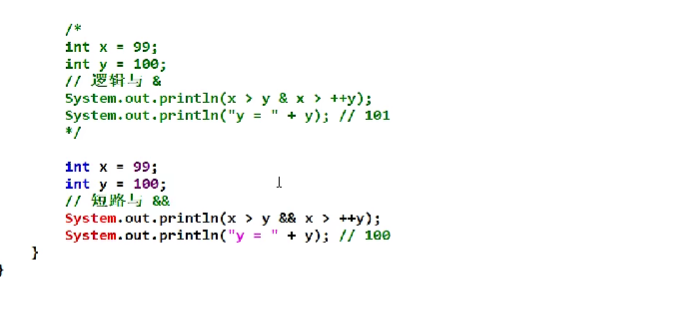 /*
int x = 99;
int y = 100;
// 逻辑与 &
System.out.println(x > y & x > ++y);
System.out.println("y = " + y); // 101
*/
int x = 99;
int y = 100;
// 短路与 &&
System.out.println(x > y && x > ++y);
System.out.println("y = " + y); // 100
}
}